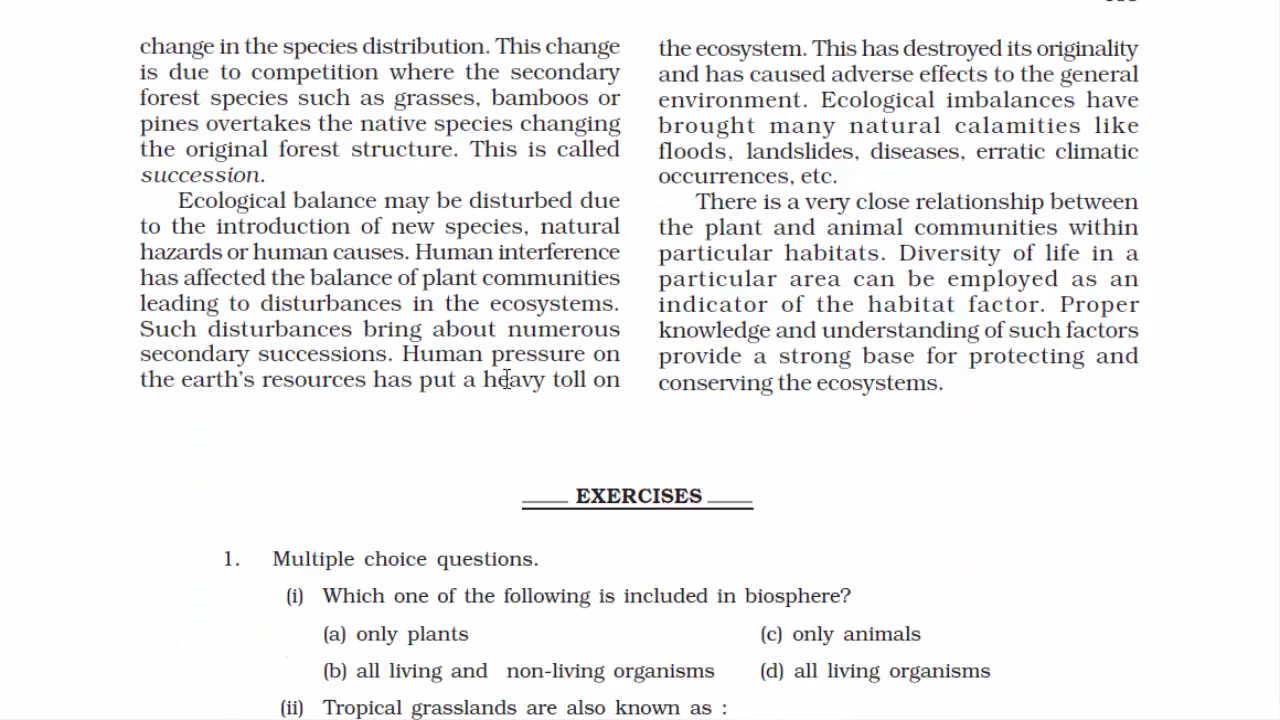 change in the species distribution. This change
is due to competition where the secondary
forest species such as grasses, bamboos or
pines overtakes the native species changing
the original forest structure. This is called
succession.
Ecological balance may be disturbed due
to the introduction of new species, natural
hazards or human causes. Human interference
has affected the balance of plant communities
leading to disturbances in the ecosystems.
Such disturbances bring about numerous
secondary successions. Human pressure on
the earth's resources has put a heavy toll on
the ecosystem. This has destroyed its originality
and has caused adverse effects to the general
environment. Ecological imbalances have
brought many natural calamities like
floods, landslides, diseases, erratic climatic
occurrences, etc.
There is a very close relationship between
the plant and animal communities within
particular habitats. Diversity of life in a
particular area can be employed as an
indicator of the habitat factor. Proper
knowledge and understanding of such factors
provide a strong base for protecting and
conserving the ecosystems.
EXERCISES
1. Multiple choice questions.
(i) Which one of the following is included in biosphere?
(a) only plants (c) only animals
(b) all living and non-living organisms (d) all living organisms
(ii) Tropical grasslands are also known as :